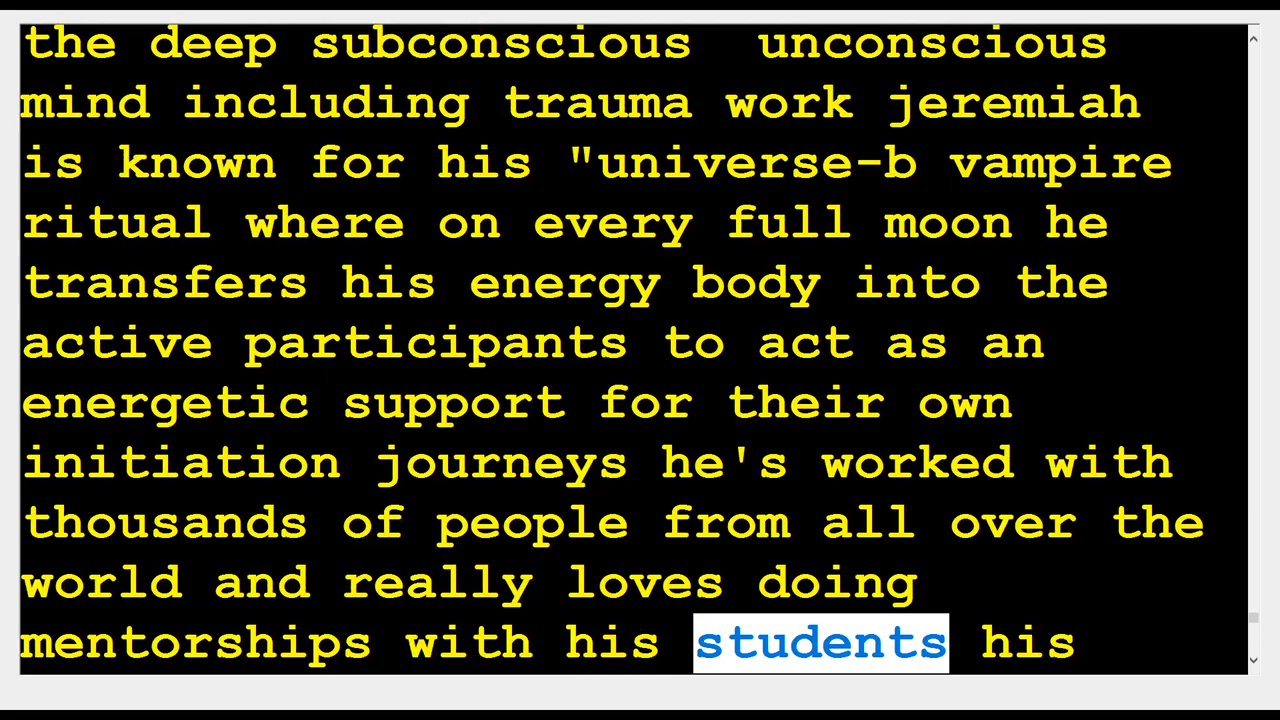 the deep subconscious  unconscious
mind including trauma work jeremiah
is known for his "universe-b vampire
ritual where on every full moon he
transfers his energy body into the
active participants to act as an
energetic support for their own
initiation journeys he's worked with
thousands of people from all over the
world and really loves doing
mentorships with his students his